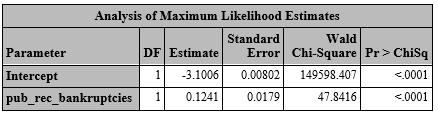 Analysis of Maximum Likelihood Estimates
Parameter DF Estimate Standard Error Wald Chi-Square Pr > ChiSq
Intercept 1 -3.1006 0.00802 149598.407 <.0001
pub_rec_bankruptcies 1 0.1241 0.0179 47.8416 <.0001